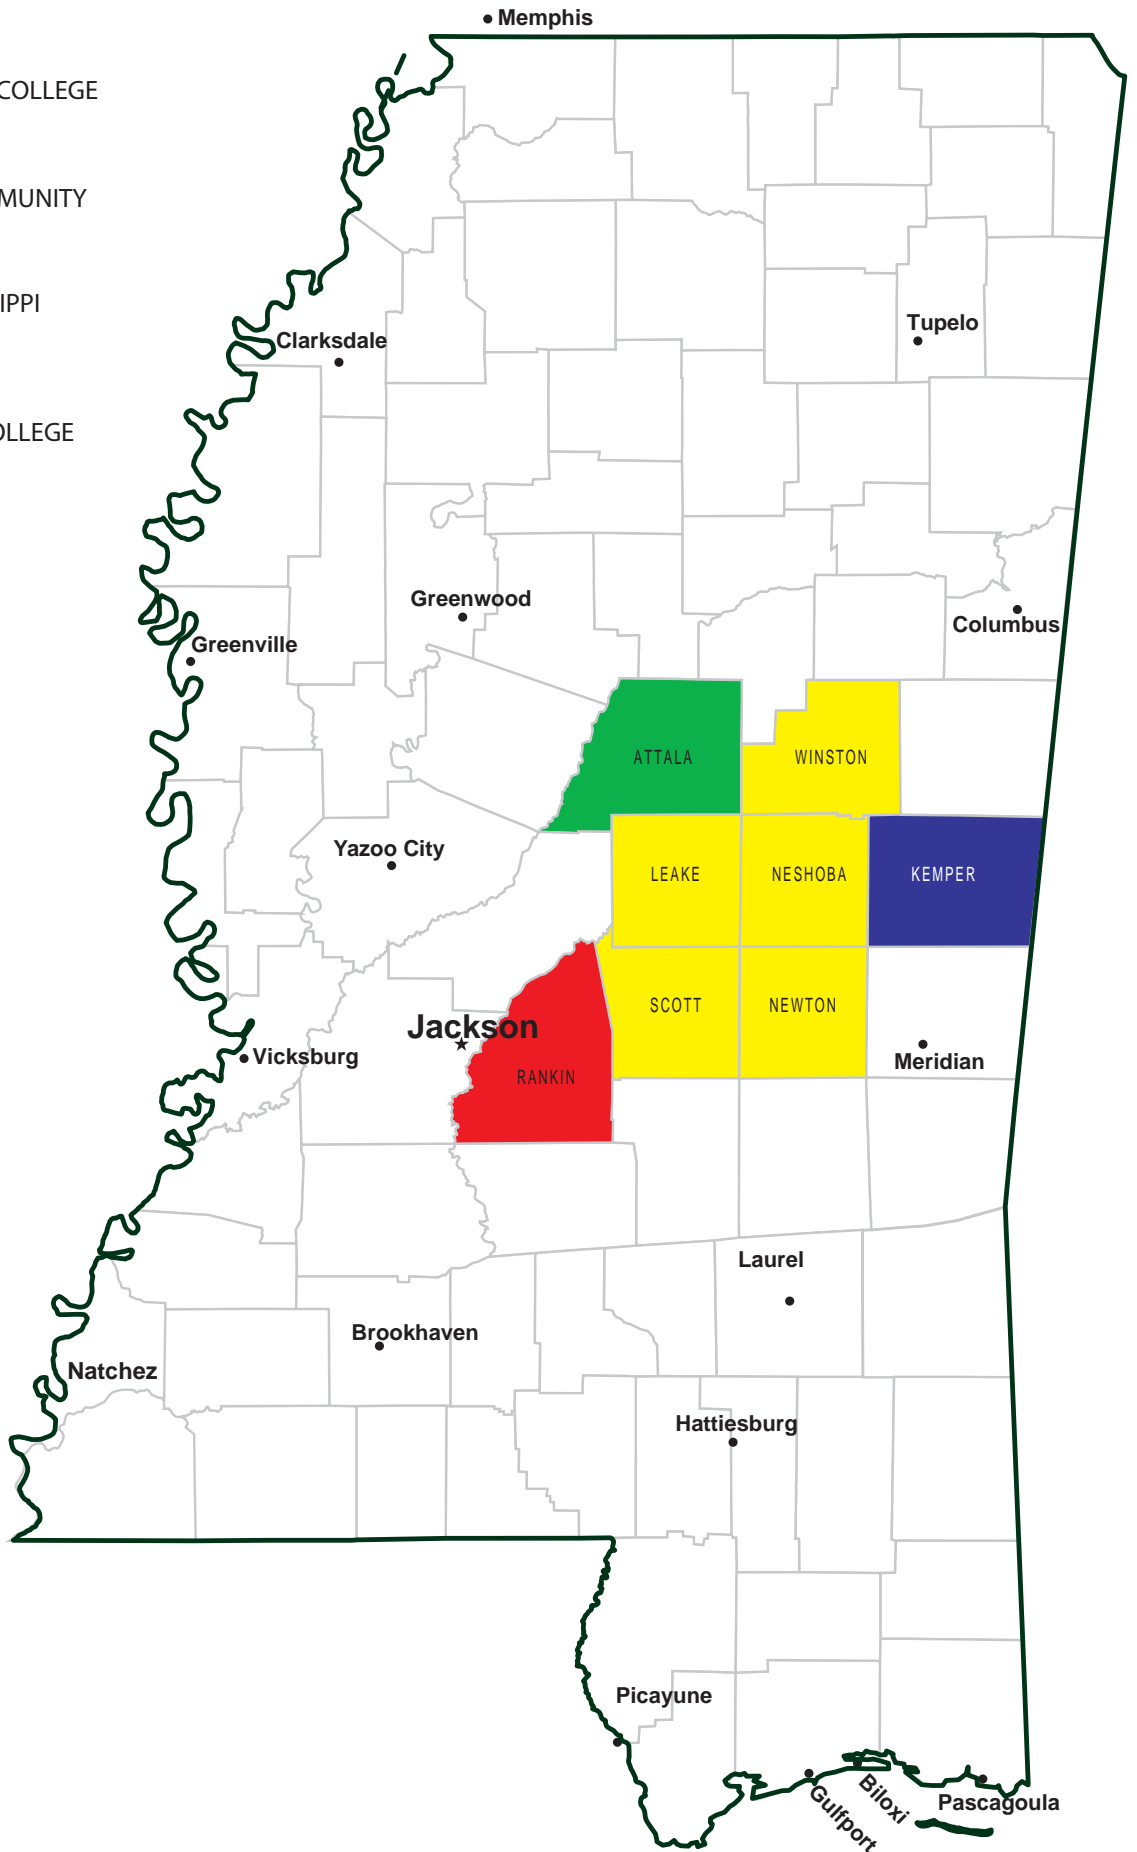 Memphis
COLLEGE
MUNITY
IPPI
Tupelo
Clarksdale
OLLEGE
Greenwood
Columbus
Greenville
ATTALA
WINSTON
Yazoo City
LEAKE
NESHOBA
KEMPER
SCOTT
NEWTON
Jackson
Vicksburg
Meridian
RANKIN
Laurel
Brookhaven
Natchez
Hattiesburg
Picayune
Biloxi
Pascagoula
Gulfport